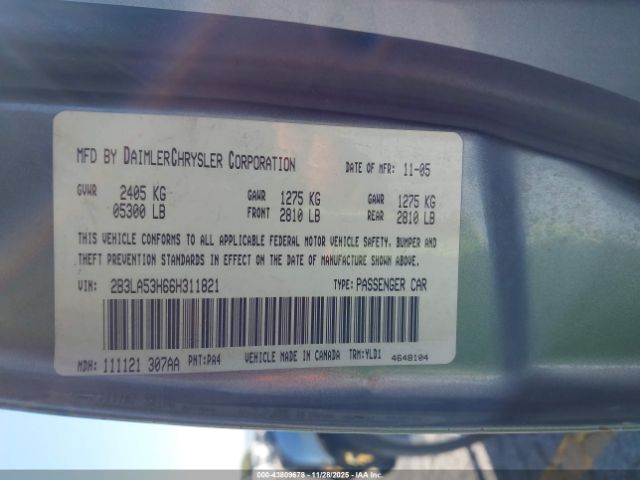 MFD BY DAIMLERCHRYSLER CORPORATION DATE OF MFR: 11-05
GVWR 2405 KG GAWR 1275 KG GAWR 1275 KG
05300 LB FRONT 2810 LB REAR 2810 LB
THIS VEHICLE CONFORMS TO ALL APPLICABLE FEDERAL MOTOR VEHICLE SAFETY, BUMPER AND
THEFT PREVENTION STANDARDS IN EFFECT ON THE DATE OF MANUFACTURE SHOWN ABOVE.
VIN: 2B3LA53H66H311821 TYPE: PASSENGER CAR
MDH: 111121 307AA PNT: PA4 VEHICLE MADE IN CANADA TRM: YLD1 4648104
000-43809678 - 11/28/2025 - IAA Inc.